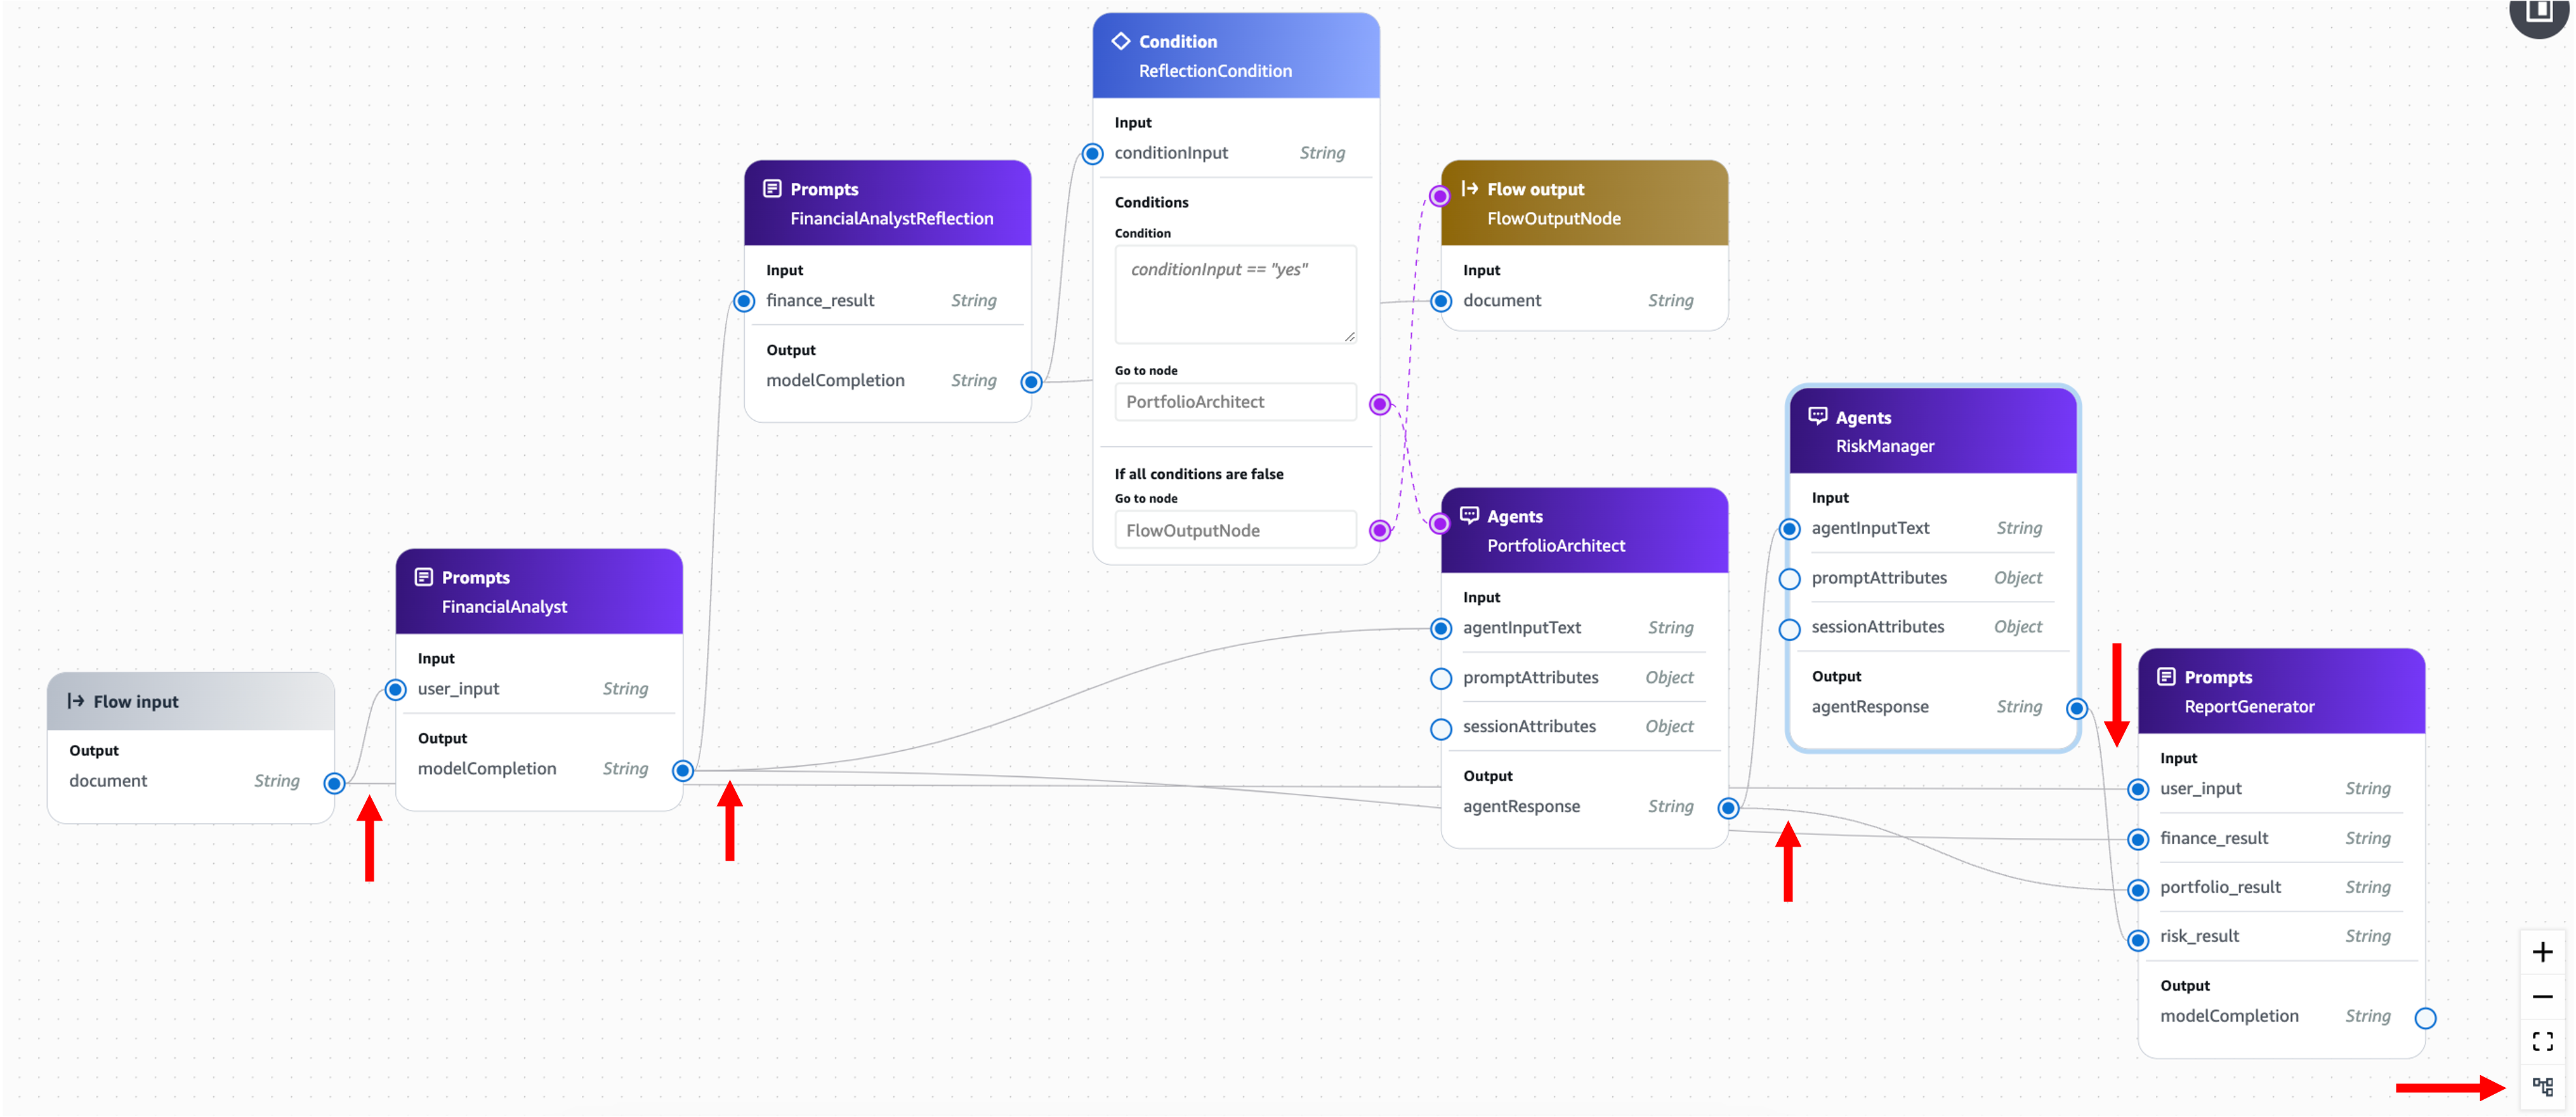 Flow input
Output
document String
Prompts
FinancialAnalyst
Input
user_input String
Output
modelCompletion String
Prompts
FinancialAnalystReflection
Input
finance_result String
Output
modelCompletion String
Condition
ReflectionCondition
Input
conditionInput String
Conditions
Condition
conditionInput == "yes"
Go to node
PortfolioArchitect
If all conditions are false
Go to node
FlowOutputNode
Flow output
FlowOutputNode
Input
document String
Agents
PortfolioArchitect
Input
agentInputText String
promptAttributes Object
sessionAttributes Object
Output
agentResponse String
Agents
RiskManager
Input
agentInputText String
promptAttributes Object
sessionAttributes Object
Output
agentResponse String
Prompts
ReportGenerator
Input
user_input String
finance_result String
portfolio_result String
risk_result String
Output
modelCompletion String